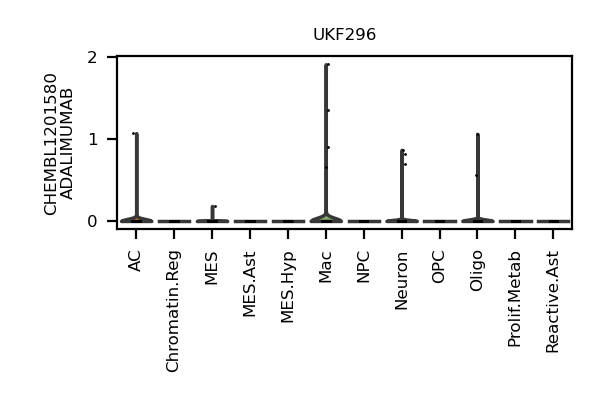 UKF296
CHEMBL1201580
ADALIMUMAB
2
1
0
AC
Chromatin.Reg
MES
MES.Ast
MES.Hyp
Mac
NPC
Neuron
OPC
Oligo
Prolif.Metab
Reactive.Ast